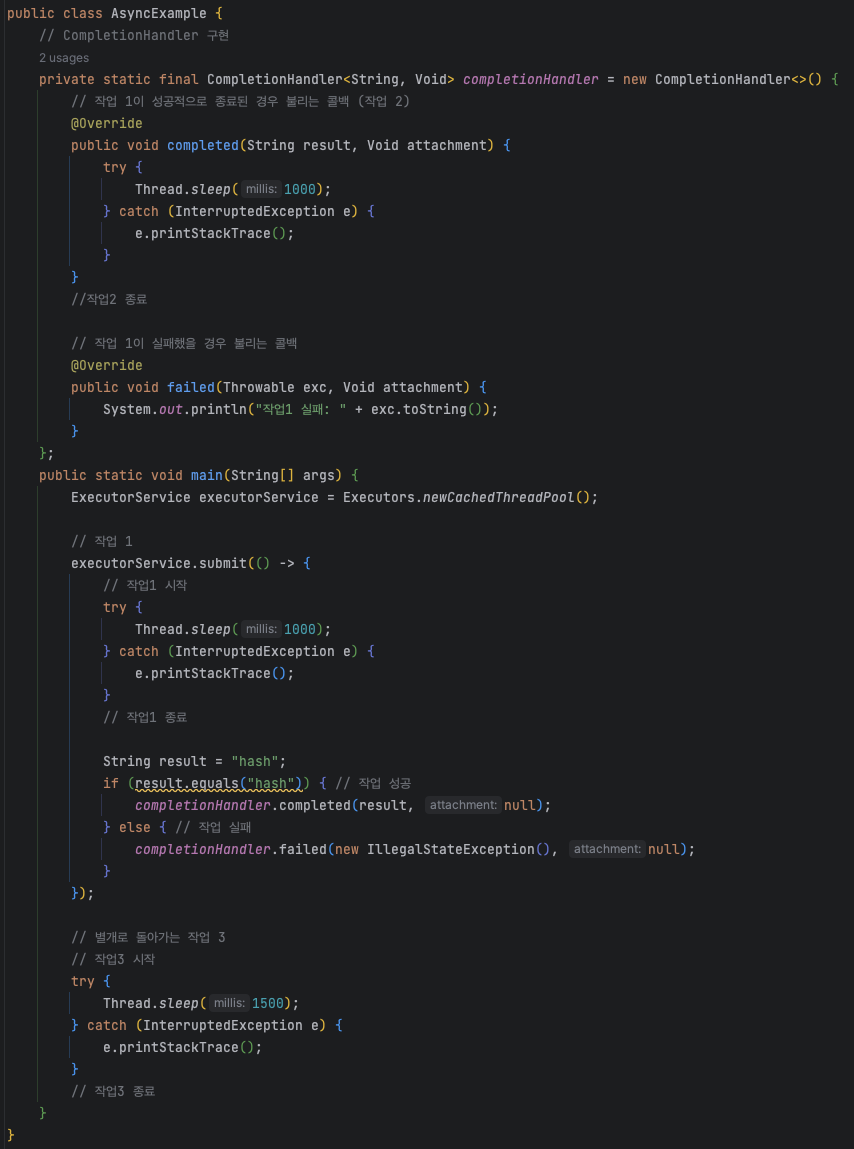 public class AsyncExample {
    // CompletionHandler 구현
    2 usages
    private static final CompletionHandler<String, Void> completionHandler = new CompletionHandler<>() {
        // 작업 1이 성공적으로 종료된 경우 불리는 콜백 (작업 2)
        @Override
        public void completed(String result, Void attachment) {
            try {
                Thread.sleep( millis: 1000);
            } catch (InterruptedException e) {
                e.printStackTrace();
            }
        }
        //작업2 종료

        // 작업 1이 실패했을 경우 불리는 콜백
        @Override
        public void failed(Throwable exc, Void attachment) {
            System.out.println("작업1 실패: " + exc.toString());
        }
    };
    public static void main(String[] args) {
        ExecutorService executorService = Executors.newCachedThreadPool();

        // 작업 1
        executorService.submit(() -> {
            // 작업1 시작
            try {
                Thread.sleep( millis: 1000);
            } catch (InterruptedException e) {
                e.printStackTrace();
            }
            // 작업1 종료

            String result = "hash";
            if (result.equals("hash")) { // 작업 성공
                completionHandler.completed(result, attachment: null);
            } else { // 작업 실패
                completionHandler.failed(new IllegalStateException(), attachment: null);
            }
        });

        // 별개로 돌아가는 작업 3
        // 작업3 시작
        try {
            Thread.sleep( millis: 1500);
        } catch (InterruptedException e) {
            e.printStackTrace();
        }
        // 작업3 종료
    }
}